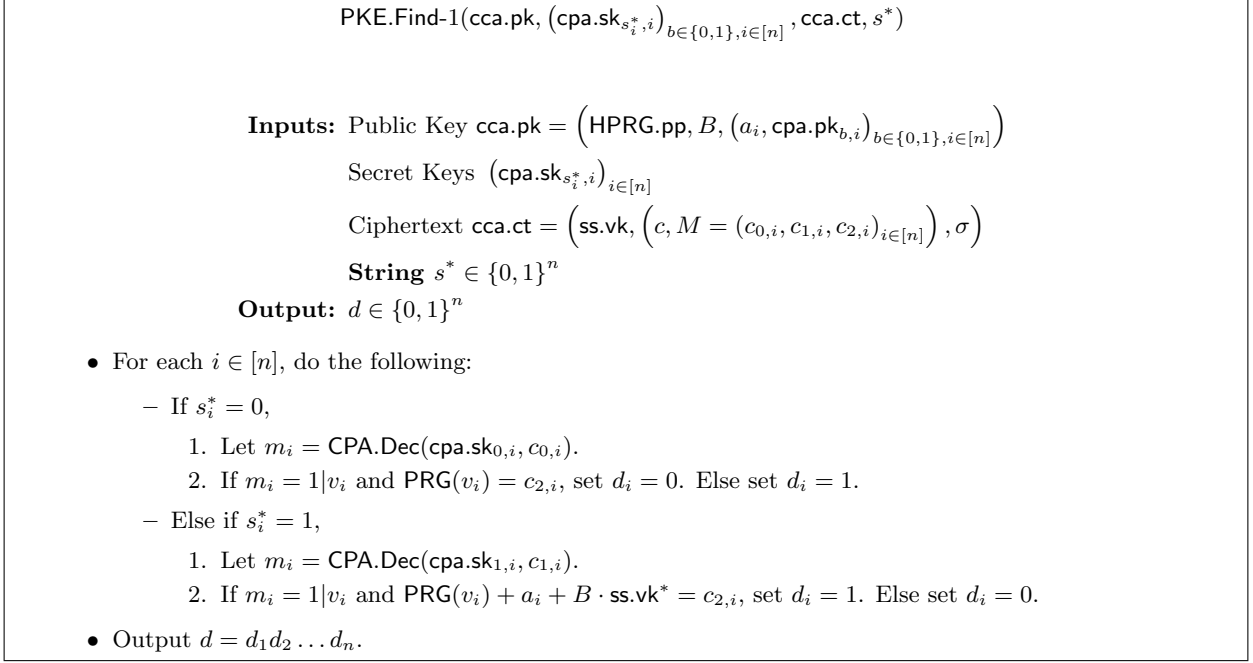 PKE.Find-1(cca.pk, (cpa.sk_{s_i^*,i})_{b∈{0,1},i∈[n]}, cca.ct, s^*)
Inputs: Public Key cca.pk = (HPRG.pp, B, (a_i, cpa.pk_{b,i})_{b∈{0,1},i∈[n]})
Secret Keys (cpa.sk_{s_i^*,i})_{i∈[n]}
Ciphertext cca.ct = (ss.vk, (c, M = (c_{0,i}, c_{1,i}, c_{2,i})_{i∈[n]}), σ)
String s^* ∈ {0, 1}^n
Output: d ∈ {0, 1}^n
• For each i ∈ [n], do the following:
– If s_i^* = 0,
1. Let m_i = CPA.Dec(cpa.sk_{0,i}, c_{0,i}).
2. If m_i = 1|v_i and PRG(v_i) = c_{2,i}, set d_i = 0. Else set d_i = 1.
– Else if s_i^* = 1,
1. Let m_i = CPA.Dec(cpa.sk_{1,i}, c_{1,i}).
2. If m_i = 1|v_i and PRG(v_i) + a_i + B · ss.vk^* = c_{2,i}, set d_i = 1. Else set d_i = 0.
• Output d = d_1d_2 . . . d_n.